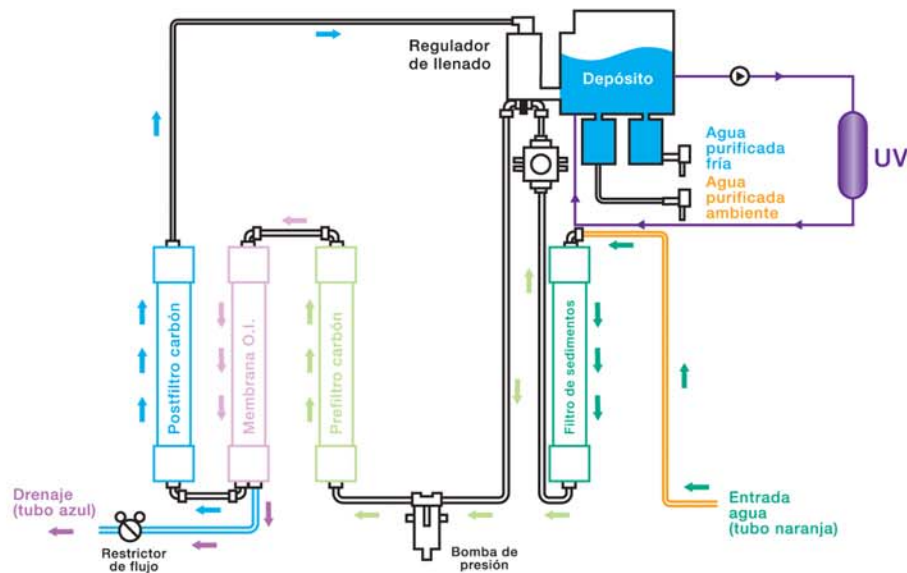 Regulador
de llenado
Depósito
Agua
purificada
fría
UV
Agua
purificada
ambiente
Postfiltro carbón
Membrana O.I.
Prefiltro carbón
Filtro de sedimentos
Drenaje
(tubo azul)
Restrictor
de flujo
Bomba de
presión
Entrada
agua
(tubo naranja)